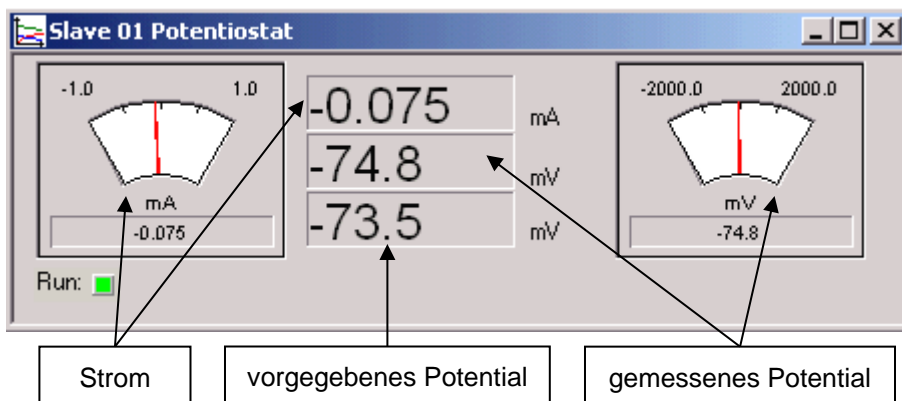 Slave 01 Potentiostat
-1.0 1.0
mA
-0.075
-0.075 mA
-74.8 mV
-73.5 mV
-2000.0 2000.0
mV
-74.8
Run:
Strom
vorgegebenes Potential
gemessenes Potential